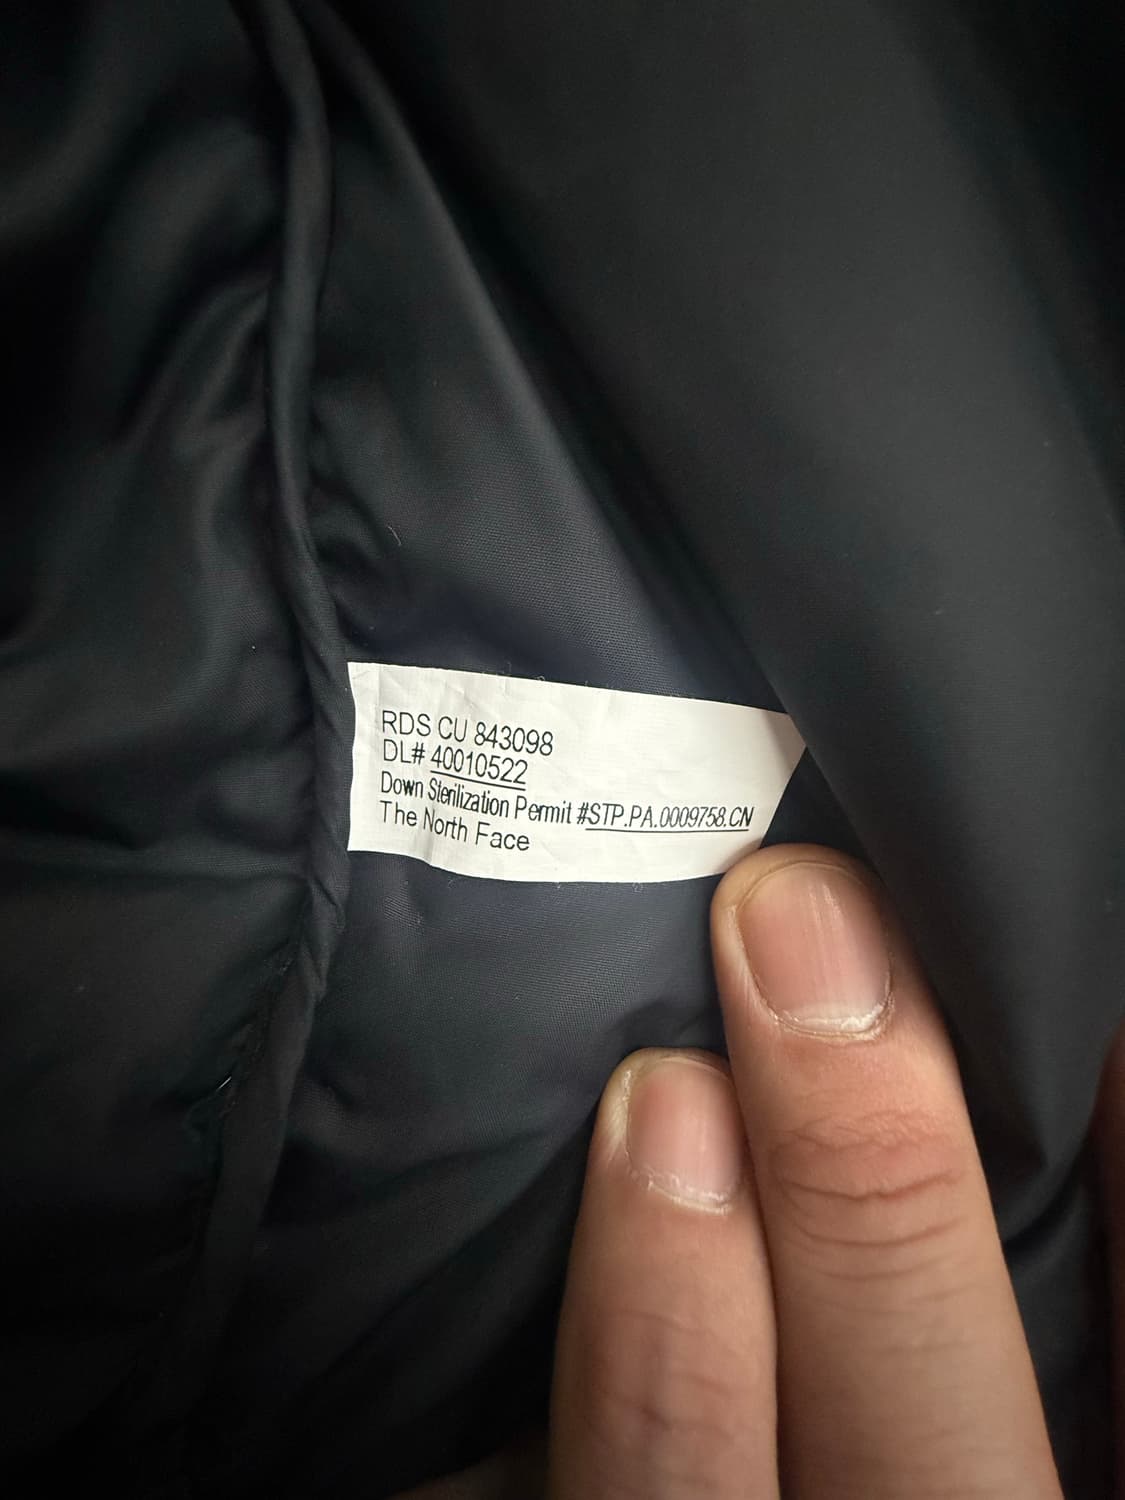 RDS CU 843098
DL# 40010522
Down Sterilization Permit #STP.PA.0009758.CN
The North Face